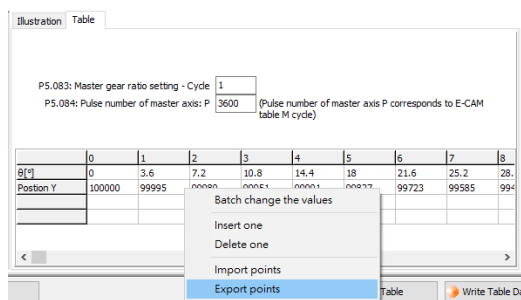 Illustration Table
P5.083: Master gear ratio setting - Cycle 1
P5.084: Pulse number of master axis: P 3600 (Pulse number of master axis P corresponds to E-CAM
table M cycle)
0 1 2 3 4 5 6 7 8
θ[°] 0 3.6 7.2 10.8 14.4 18 21.6 25.2 28.
Postion Y 100000 99995 99723 99585 994
Batch change the values
Insert one
Delete one
Import points
Export points
Table
Write Table Da